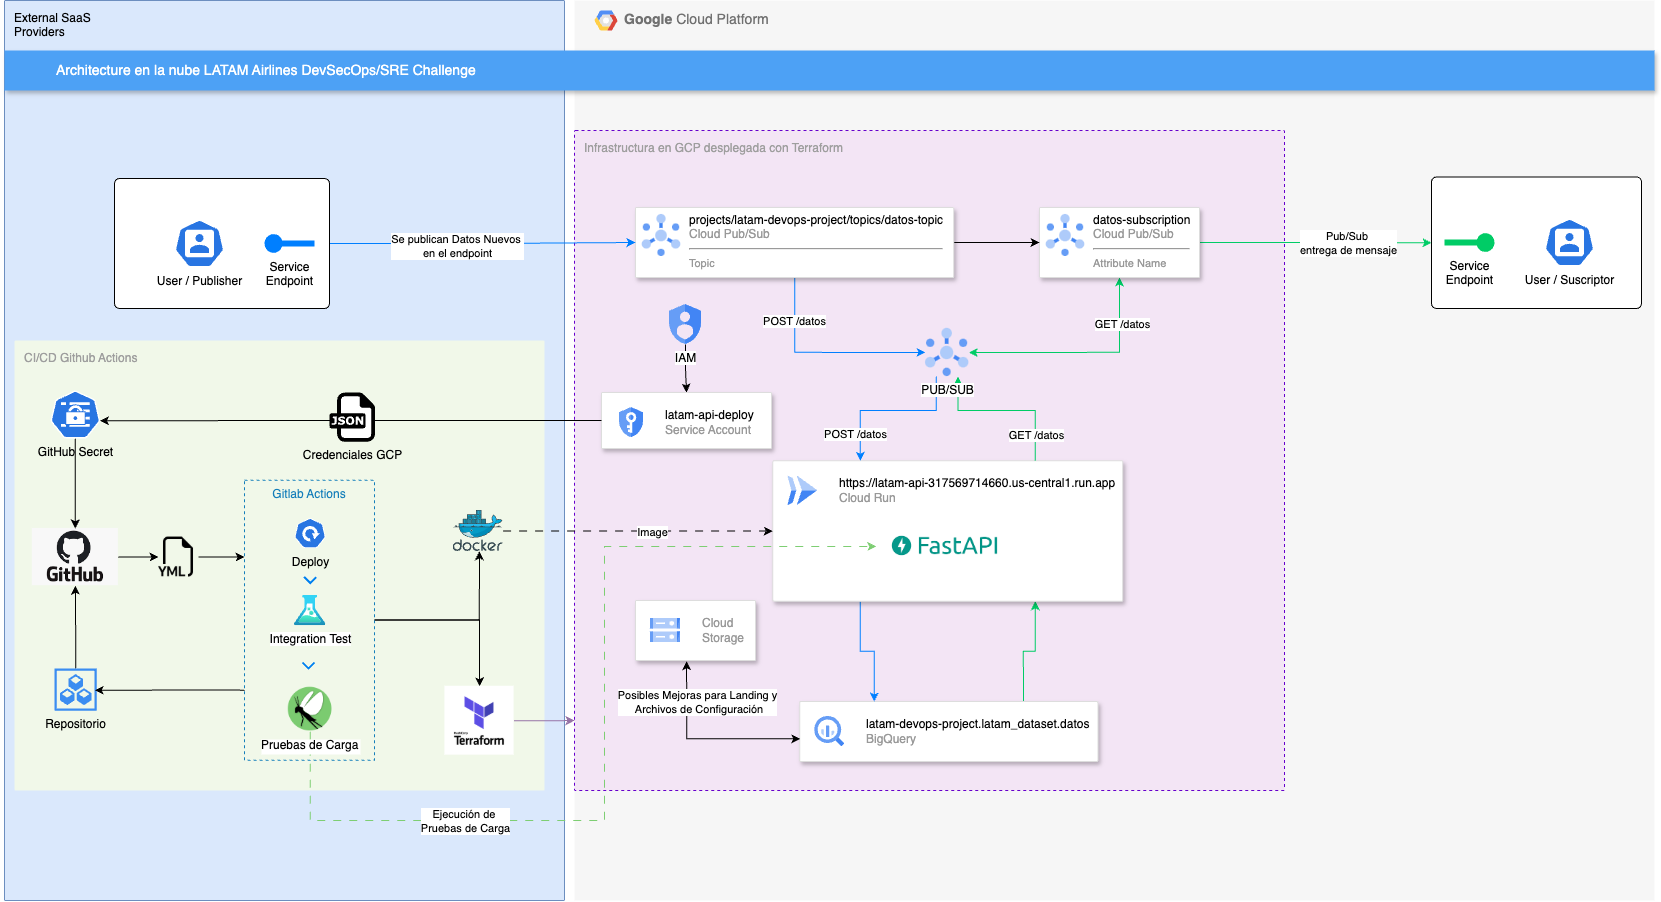 External SaaS
Providers
Google Cloud Platform
Architecture en la nube LATAM Airlines DevSecOps/SRE Challenge
Infrastructura en GCP desplegada con Terraform
User / Publisher
Service
Endpoint
Se publican Datos Nuevos
en el endpoint
projects/latam-devops-project/topics/datos-topic
Cloud Pub/Sub
Topic
datos-subscription
Cloud Pub/Sub
Attribute Name
Pub/Sub
entrega de mensaje
Service
Endpoint
User / Suscriptor
POST /datos
GET /datos
IAM
PUB/SUB
CI/CD Github Actions
GitHub Secret
JSON
Credenciales GCP
latam-api-deploy
Service Account
POST /datos
GET /datos
https://latam-api-317569714660.us-central1.run.app
Cloud Run
FastAPI
Gitlab Actions
Deploy
Integration Test
Pruebas de Carga
GitHub
YML
docker
Image
Repositorio
Terraform
Cloud
Storage
Posibles Mejoras para Landing y
Archivos de Configuración
latam-devops-project.latam_dataset.datos
BigQuery
Ejecución de
Pruebas de Carga